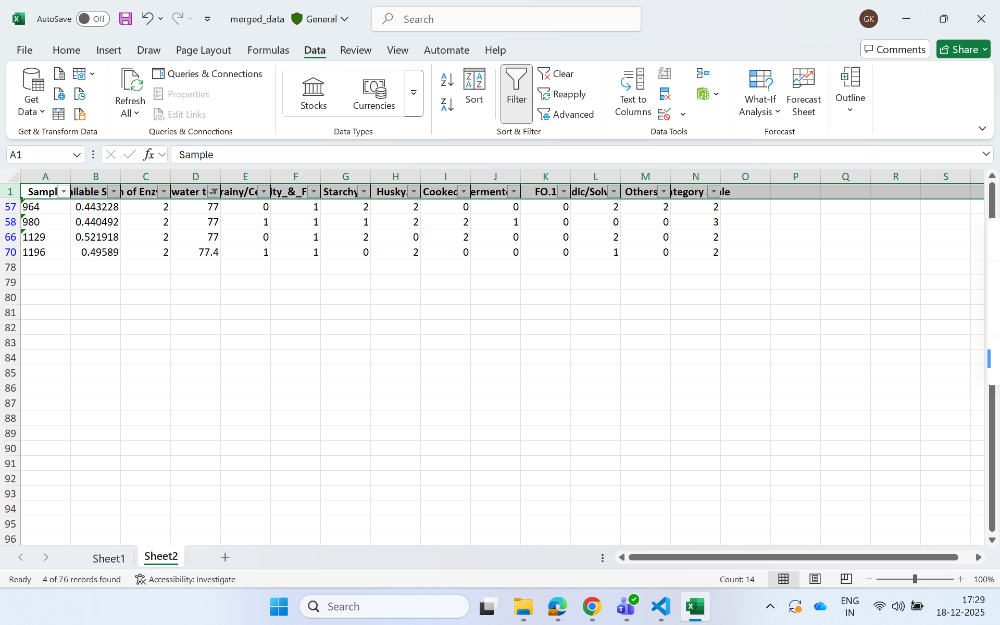 AutoSave Off merged_data General Search GK
File Home Insert Draw Page Layout Formulas Data Review View Automate Help Comments Share
Get Data
Get & Transform Data
Refresh All
Queries & Connections
Properties
Edit Links
Queries & Connections
Stocks Currencies
Data Types
Sort
Filter
Clear
Reapply
Advanced
Sort & Filter
Text to Columns
Data Tools
What-If Analysis
Forecast Sheet
Forecast
Outline
A1 fx Sample
A B C D E F G H I J K L M N O P Q R S
1 Sampl ailable S of Enzy water t rainy/Ce ity_&_F Starchy Husky. Cooked ermente FO.1 dic/Solv Others ategory S le
57 964 0.443228 2 77 0 1 2 2 0 0 0 2 2 2
58 980 0.440492 2 77 1 1 1 2 2 1 0 0 0 3
66 1129 0.521918 2 77 0 1 2 0 2 0 0 2 0 2
70 1196 0.49589 2 77.4 1 1 0 2 0 0 0 1 0 2
78
79
80
81
82
83
84
85
86
87
88
89
90
91
92
93
94
95
96
Sheet1 Sheet2
Ready 4 of 76 records found Accessibility: Investigate Count: 14 100%
Search ENG IN 17:29 18-12-2025